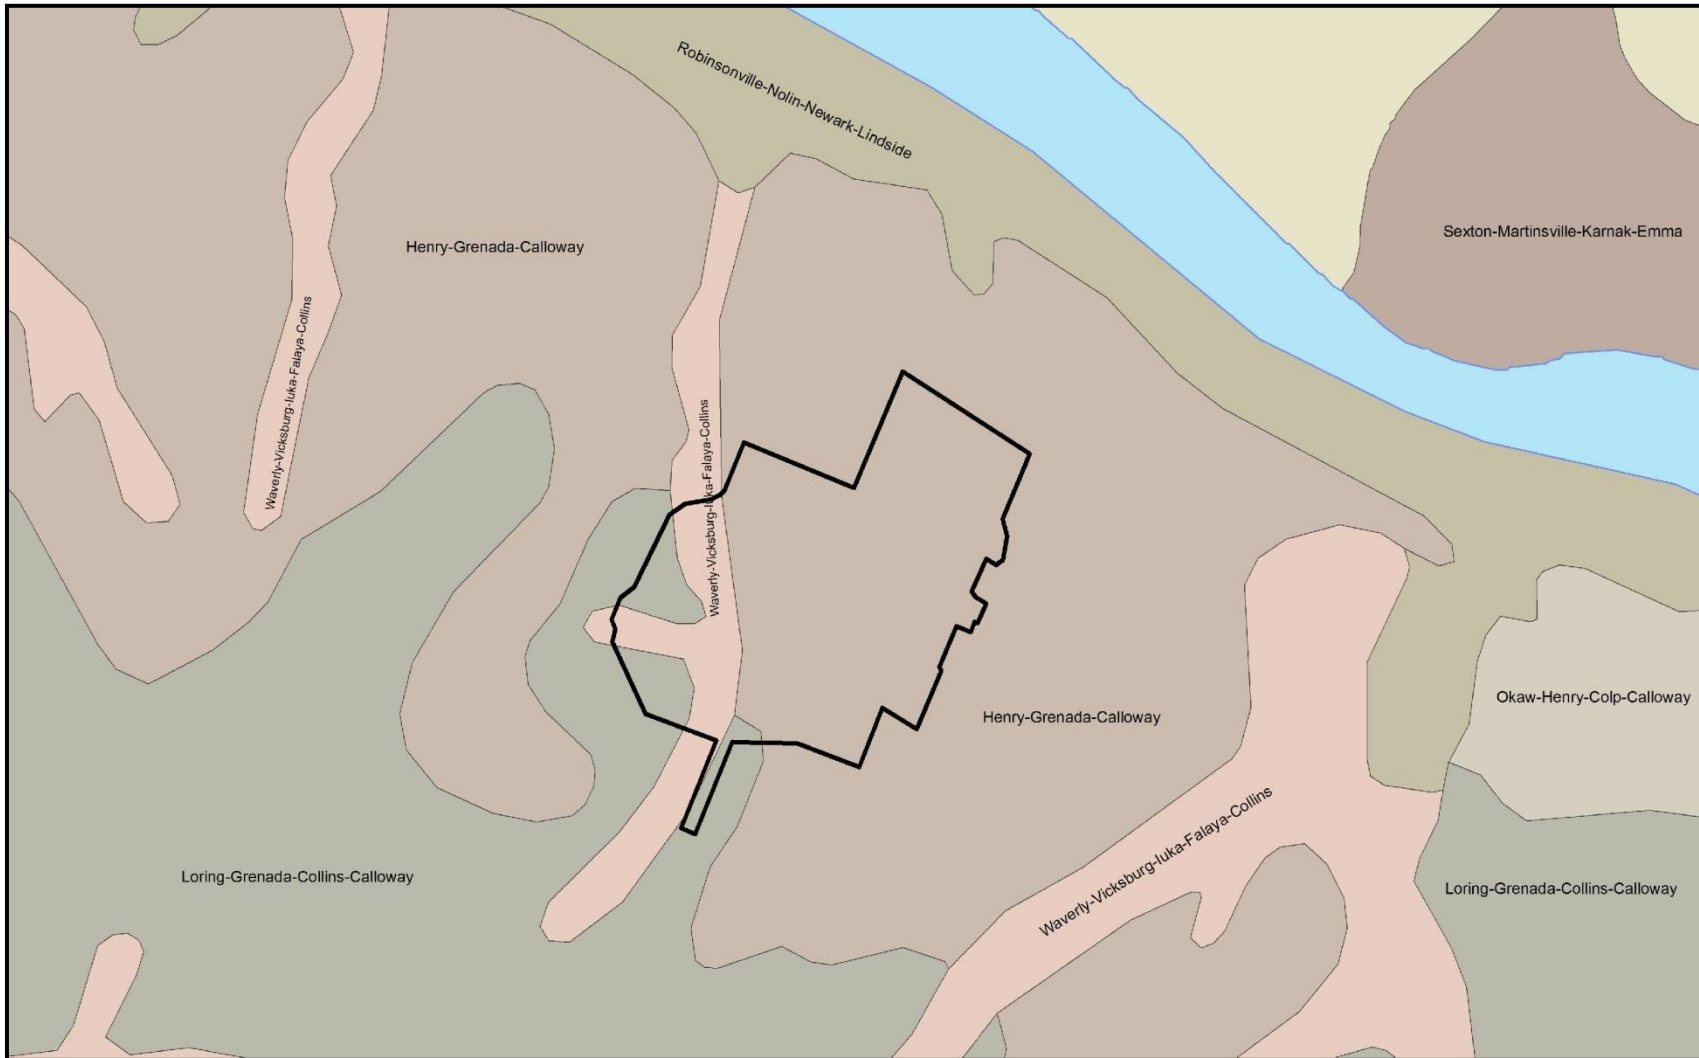 Robinsonville-Nolin-Newark-Lindside
Sexton-Martinsville-Karnak-Emma
Henry-Grenada-Calloway
Waverly-Vicksburg-Iuka-Falaya-Collins
Waverly-Vicksburg-Iuka-Falaya-Collins
Okaw-Henry-Colp-Calloway
Henry-Grenada-Calloway
Waverly-Vicksburg-Iuka-Falaya-Collins
Loring-Grenada-Collins-Calloway
Loring-Grenada-Collins-Calloway